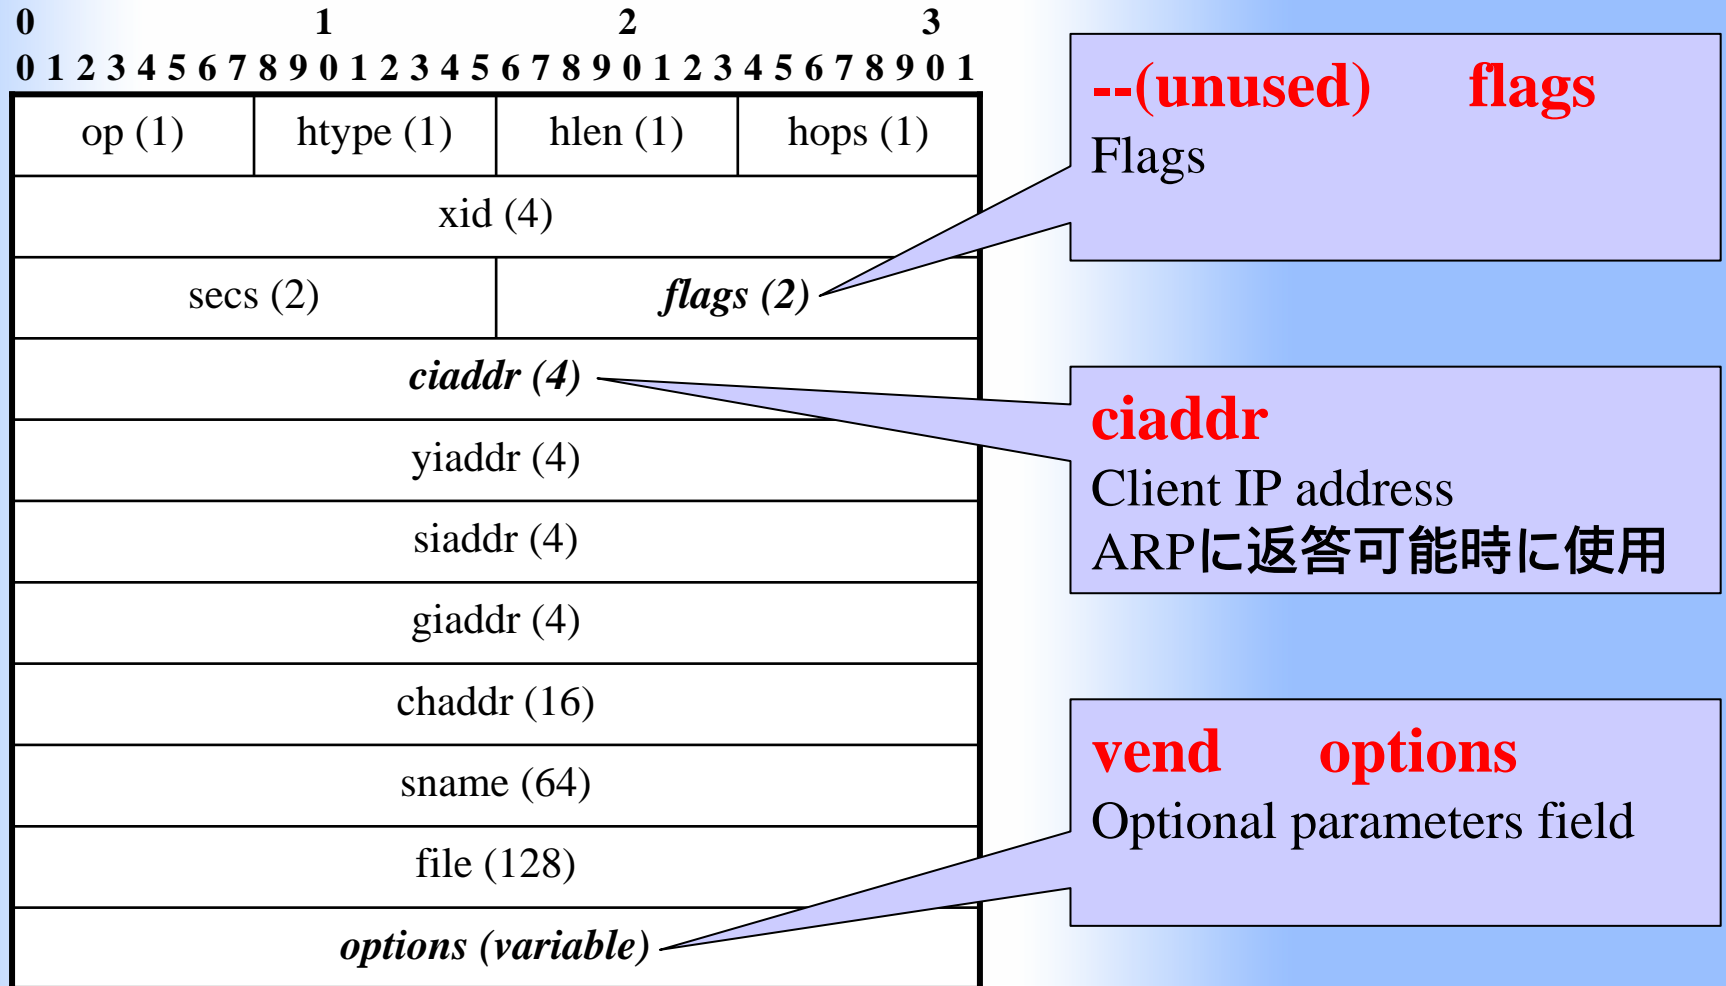 0 1 2 3
0 1 2 3 4 5 6 7 8 9 0 1 2 3 4 5 6 7 8 9 0 1 2 3 4 5 6 7 8 9 0 1
op (1) htype (1) hlen (1) hops (1)
xid (4)
secs (2) flags (2)
ciaddr (4)
yiaddr (4)
siaddr (4)
giaddr (4)
chaddr (16)
sname (64)
file (128)
options (variable)
--(unused) flags
Flags
ciaddr
Client IP address
ARPに返答可能時に使用
vend options
Optional parameters field